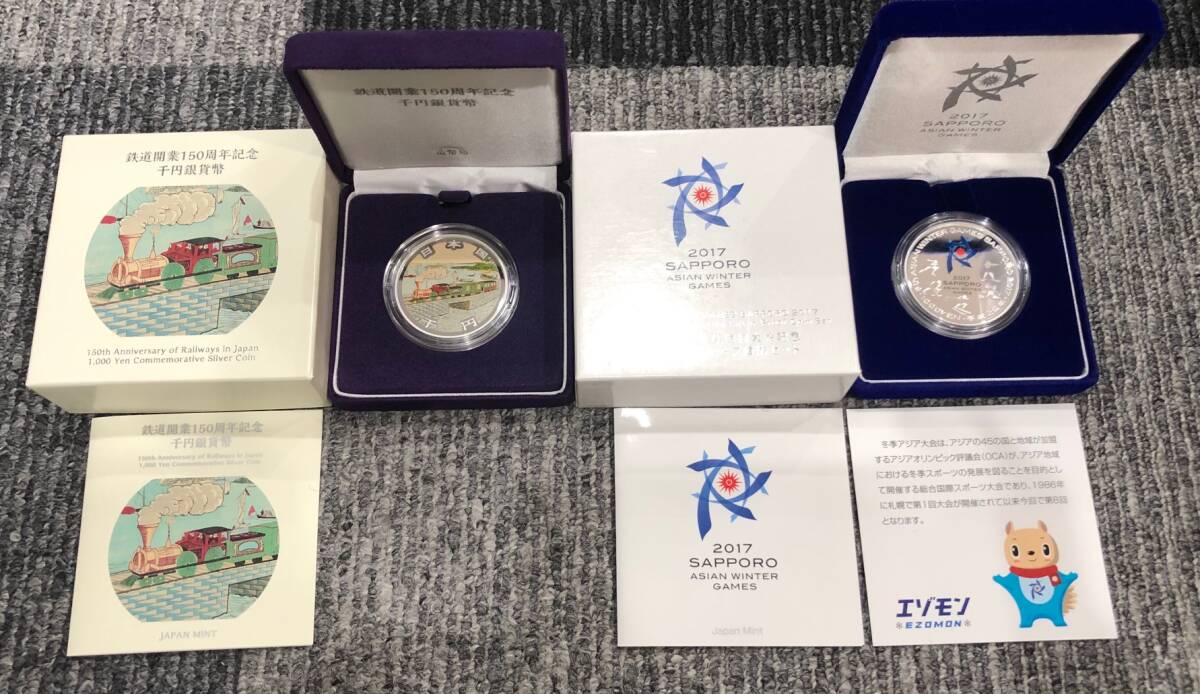 鉄道開業150周年記念
千円銀貨幣
150th Anniversary of Railways in Japan
1,000 Yen Commemorative Silver Coin
鉄道開業150周年記念
千円銀貨幣
日本国
千円
鉄道開業150周年記念
千円銀貨幣
150th Anniversary of Railways in Japan
1,000 Yen Commemorative Silver Coin
JAPAN MINT
2017
SAPPORO
ASIAN WINTER
GAMES
2017
SAPPORO
ASIAN WINTER
GAMES
2017
SAPPORO
2017
SAPPORO
ASIAN WINTER
GAMES
Japan Mint
冬季アジア大会は、アジアの45の国と地域が加盟
するアジアオリンピック評議会(OCA)が、アジア地域
における冬季スポーツの発展を図ることを目的とし
て開催する総合国際スポーツ大会であり、1986年
に札幌で第1回大会が開催されて以来今回で第8回
となります。
エゾモン
EZOMON